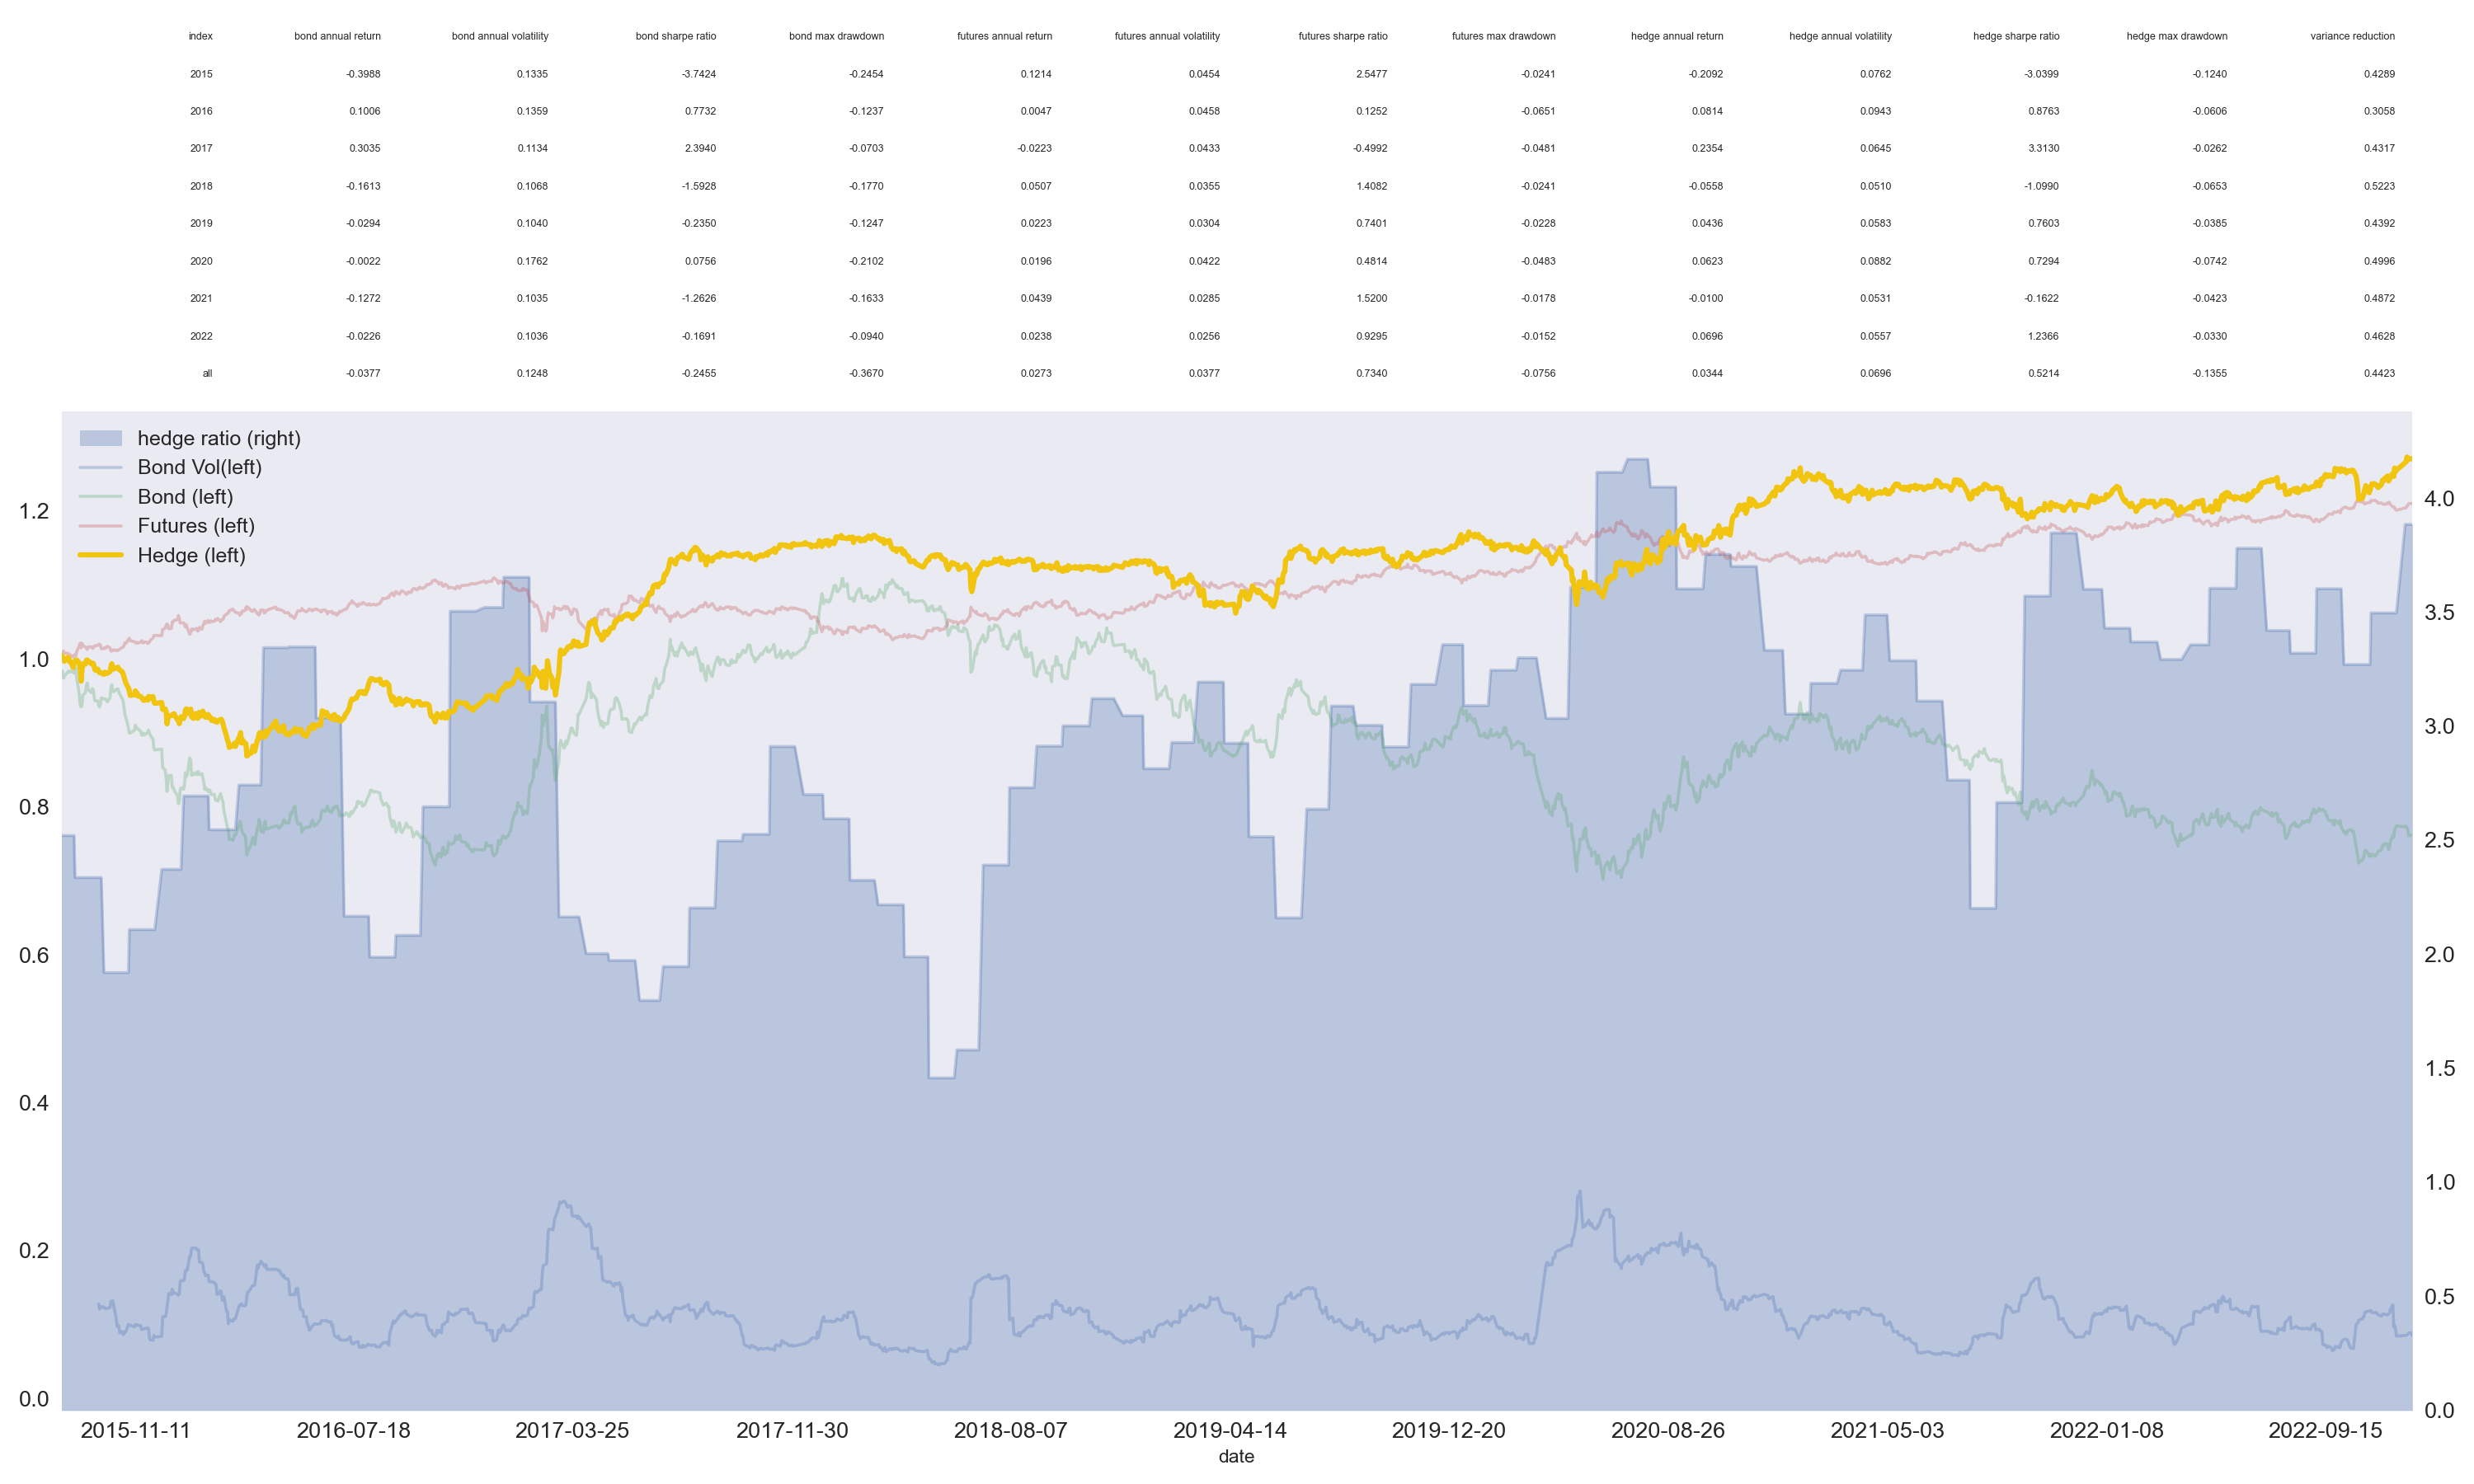 index bond annual return bond annual volatility bond sharpe ratio bond max drawdown futures annual return futures annual volatility futures sharpe ratio futures max drawdown hedge annual return hedge annual volatility hedge sharpe ratio hedge max drawdown variance reduction
2015 -0.3988 0.1335 -3.7424 -0.2454 0.1214 0.0454 2.5477 -0.0241 -0.2092 0.0762 -3.0399 -0.1240 0.4289
2016 0.1006 0.1359 0.7732 -0.1237 0.0047 0.0458 0.1252 -0.0651 0.0814 0.0943 0.8763 -0.0606 0.3058
2017 0.3035 0.1134 2.3940 -0.0703 -0.0223 0.0433 -0.4992 -0.0481 0.2354 0.0645 3.3130 -0.0262 0.4317
2018 -0.1613 0.1068 -1.5928 -0.1770 0.0507 0.0355 1.4082 -0.0241 -0.0558 0.0510 -1.0990 -0.0653 0.5223
2019 -0.0294 0.1040 -0.2350 -0.1247 0.0223 0.0304 0.7401 -0.0228 0.0436 0.0583 0.7603 -0.0385 0.4392
2020 -0.0022 0.1762 0.0756 -0.2102 0.0196 0.0422 0.4814 -0.0483 0.0623 0.0882 0.7294 -0.0742 0.4996
2021 -0.1272 0.1035 -1.2626 -0.1633 0.0439 0.0285 1.5200 -0.0178 -0.0100 0.0531 -0.1622 -0.0423 0.4872
2022 -0.0226 0.1036 -0.1691 -0.0940 0.0238 0.0256 0.9295 -0.0152 0.0696 0.0557 1.2366 -0.0330 0.4628
all -0.0377 0.1248 -0.2455 -0.3670 0.0273 0.0377 0.7340 -0.0756 0.0344 0.0696 0.5214 -0.1355 0.4423
hedge ratio (right)
Bond Vol(left)
Bond (left)
Futures (left)
Hedge (left)
1.2
1.0
0.8
0.6
0.4
0.2
0.0
4.0
3.5
3.0
2.5
2.0
1.5
1.0
0.5
0.0
2015-11-11 2016-07-18 2017-03-25 2017-11-30 2018-08-07 2019-04-14 2019-12-20 2020-08-26 2021-05-03 2022-01-08 2022-09-15
date